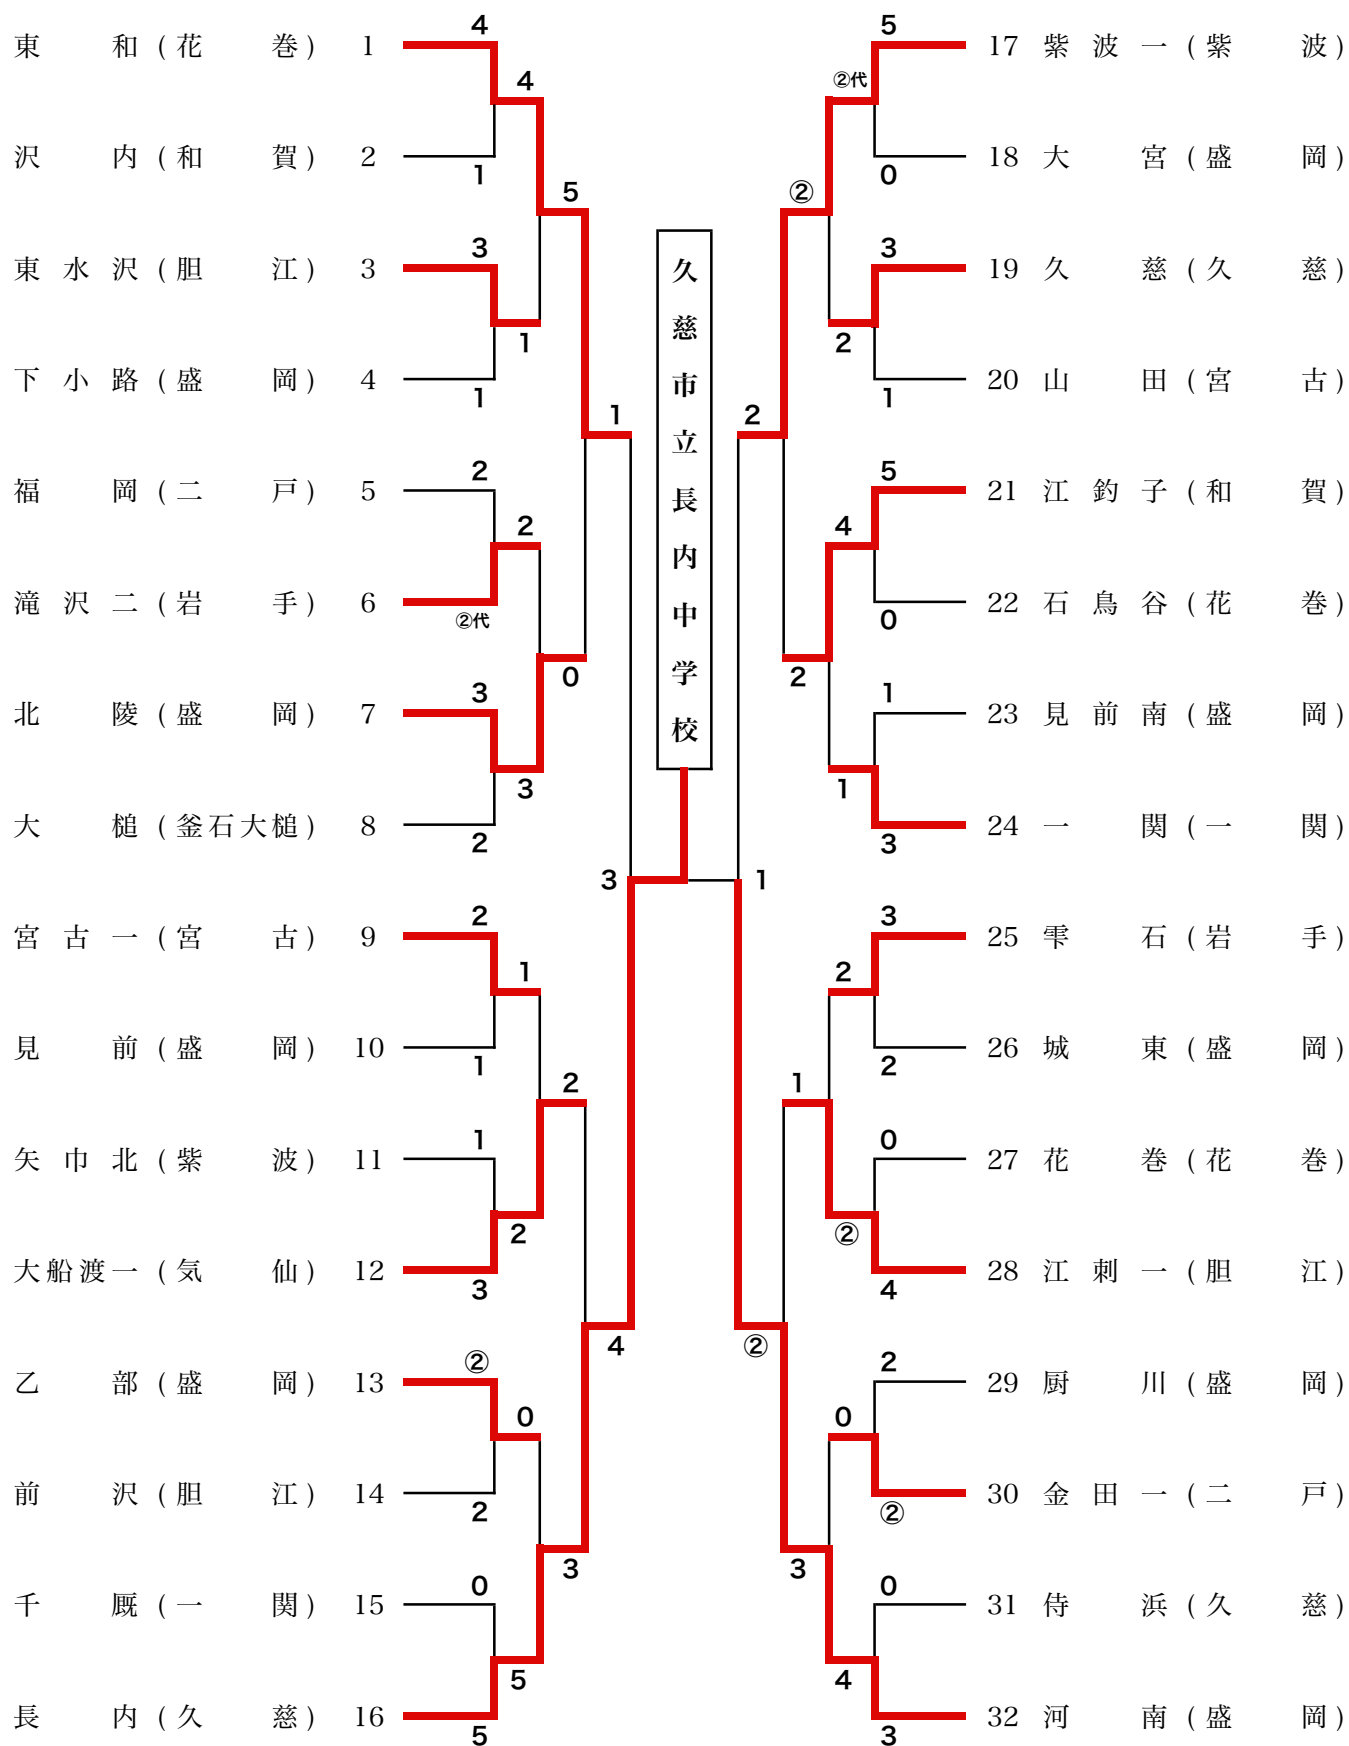 東和(花巻) 1
沢内(和賀) 2
東水沢(胆江) 3
下小路(盛岡) 4
福岡(二戸) 5
滝沢二(岩手) 6
北陵(盛岡) 7
大槌(釜石大槌) 8
宮古一(宮古) 9
見前(盛岡) 10
矢巾北(紫波) 11
大船渡一(気仙) 12
乙部(盛岡) 13
前沢(胆江) 14
千厩(一関) 15
長内(久慈) 16
4
1
3
1
2
②代
3
2
2
1
1
3
②
2
0
5
4
1
2
3
1
2
0
5
5
0
2
3
1
4
3
久慈市立長内中学校
1
2
②
②
2
1
3
②代
2
4
1
2
②
0
4
5
0
3
1
5
0
1
3
3
2
0
4
2
②
0
3
17 紫波一(紫波)
18 大宮(盛岡)
19 久慈(久慈)
20 山田(宮古)
21 江釣子(和賀)
22 石鳥谷(花巻)
23 見前南(盛岡)
24 一関(一関)
25 雫石(岩手)
26 城東(盛岡)
27 花巻(花巻)
28 江刺一(胆江)
29 厨川(盛岡)
30 金田一(二戸)
31 侍浜(久慈)
32 河南(盛岡)